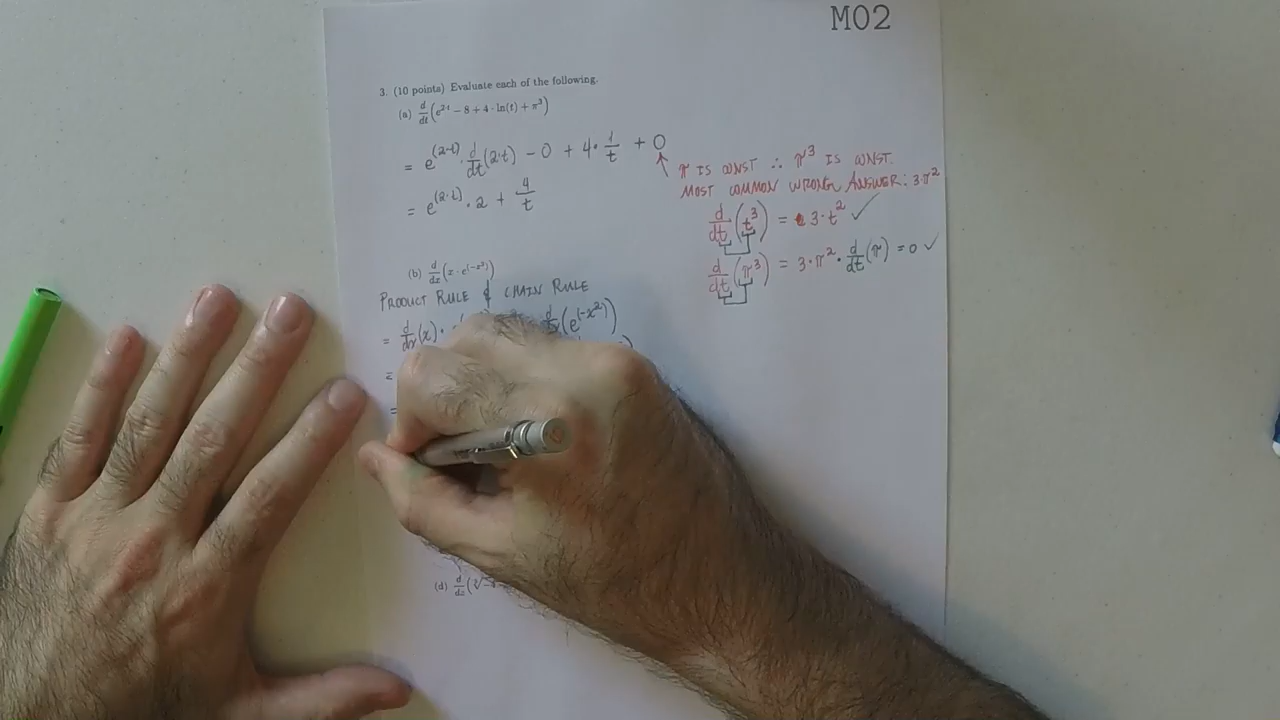 M02
3. (10 points) Evaluate each of the following.
(a) d/dt(e^{2·t} − 8 + 4 · ln(t) + π^3)
= e^{(2·t)} · d/dt(2·t) − 0 + 4 · 1/t + 0
π IS CONST ∴ π^3 IS CONST.
MOST COMMON WRONG ANSWER: 3·π^2
= e^{(2·t)} · 2 + 4/t
d/dt(t^3) = 3·t^2 ✓
d/dt(π^3) = 3·π^2 · d/dt(π) = 0 ✓
(b) d/dx(x · e^{(−x^2)})
PRODUCT RULE & CHAIN RULE
= d/dx(x) · d/dx(e^{(−x^2)})
=
=
(d) d/dz(